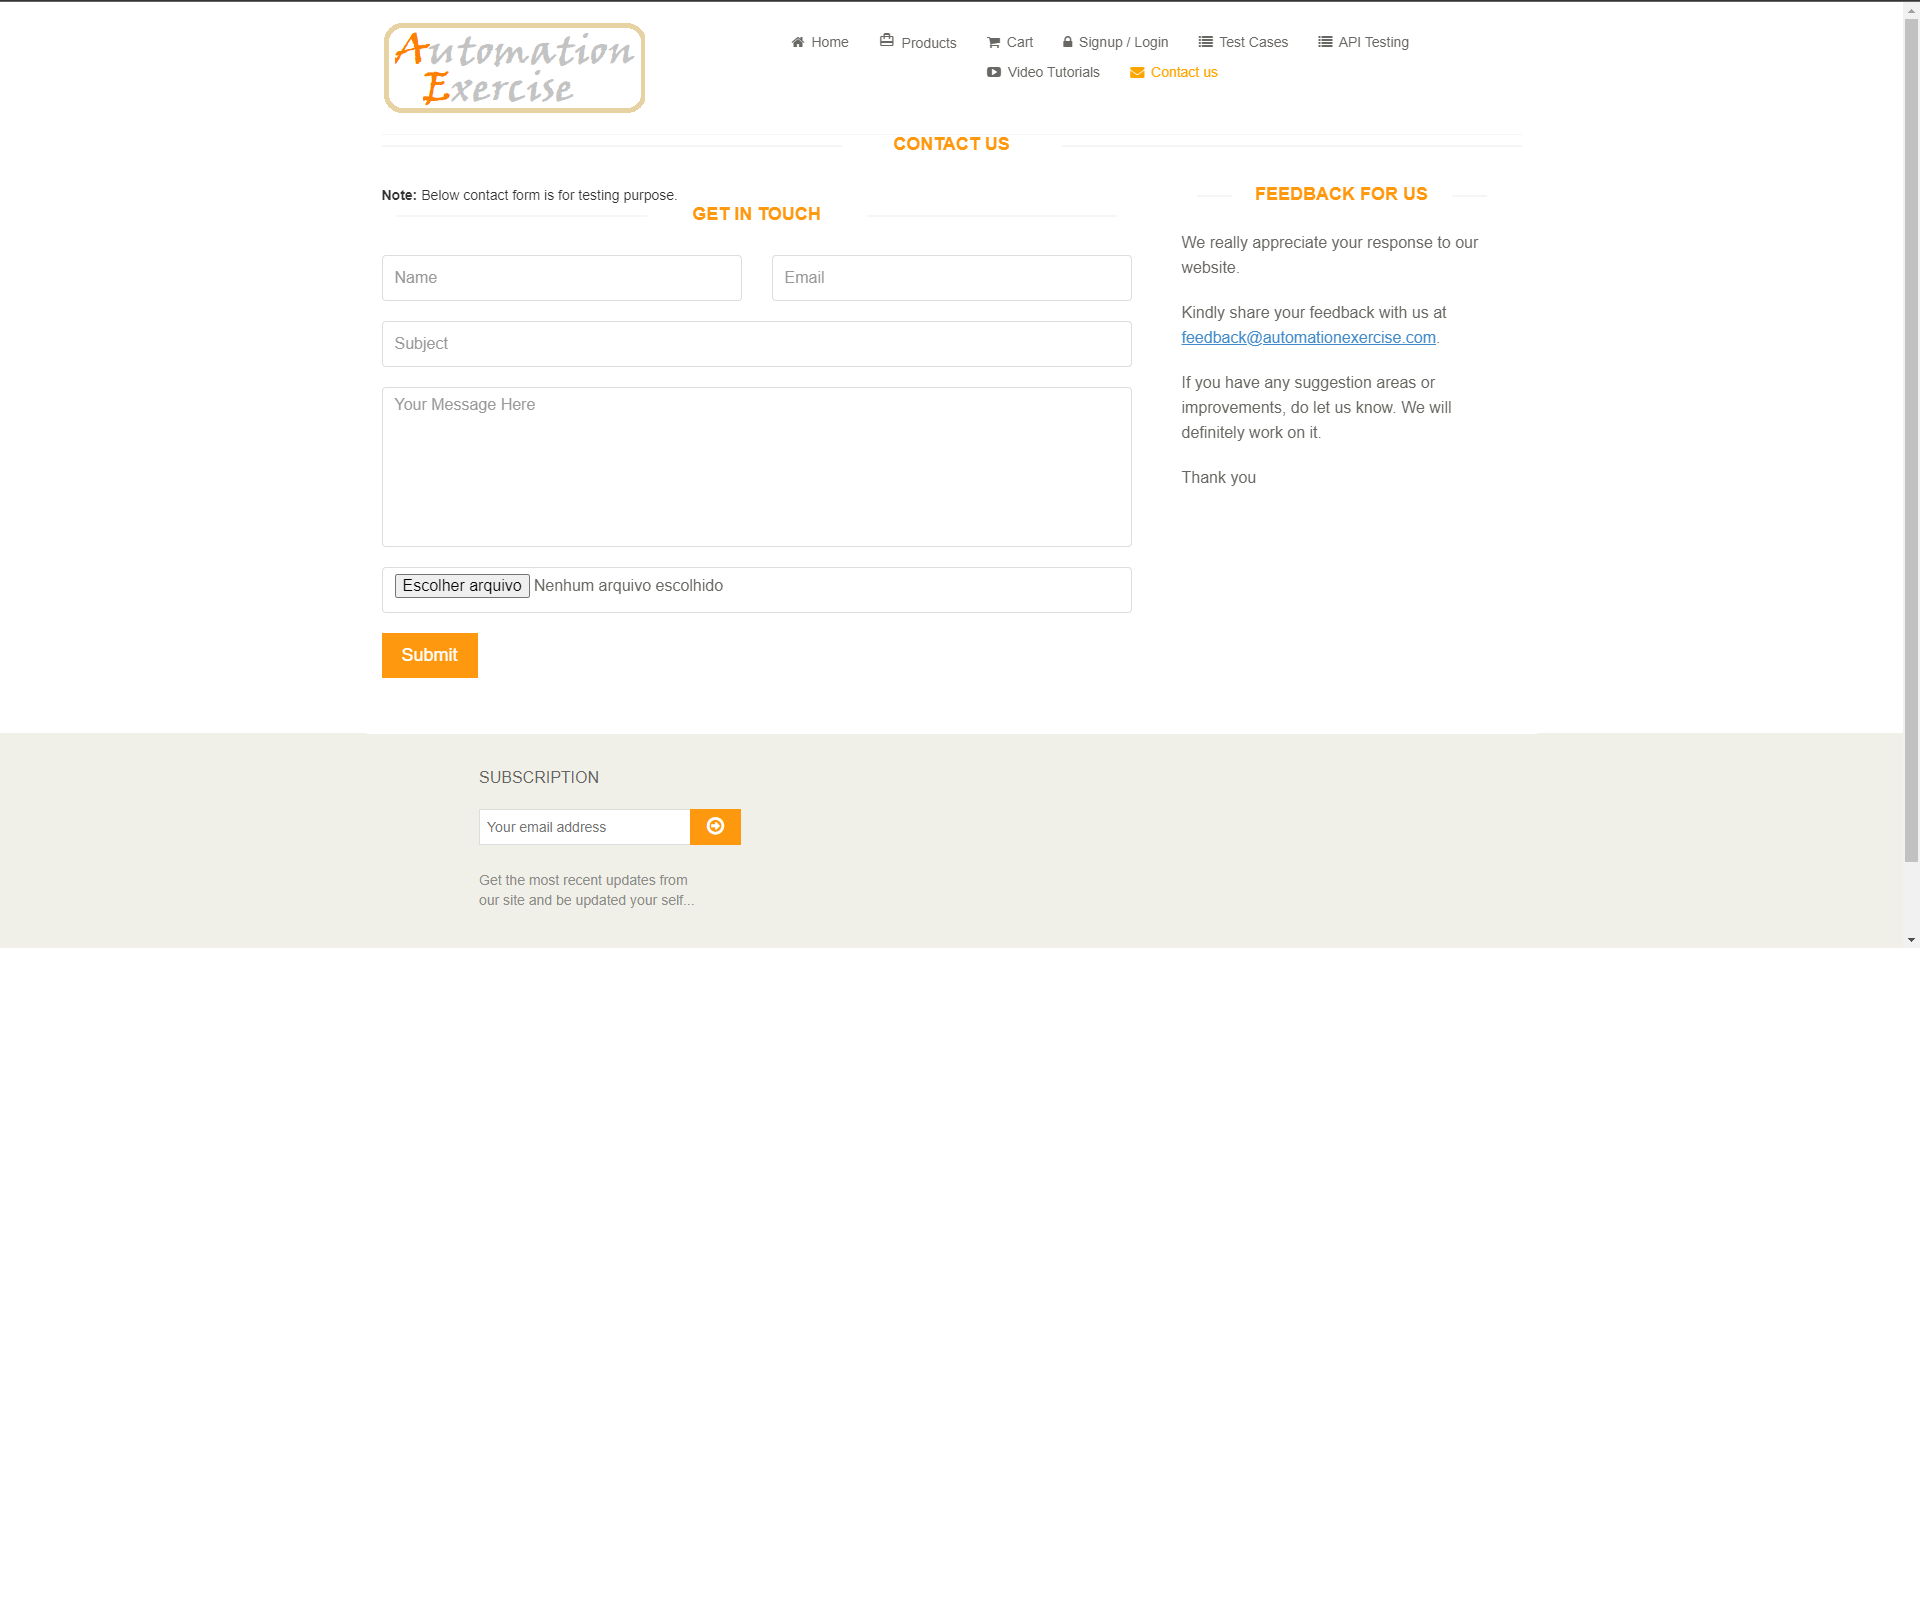 Automation
Exercise
Home
Products
Cart
Signup / Login
Test Cases
API Testing
Video Tutorials
Contact us
CONTACT US
Note: Below contact form is for testing purpose.
GET IN TOUCH
Name
Email
Subject
Your Message Here
Escolher arquivo Nenhum arquivo escolhido
Submit
FEEDBACK FOR US
We really appreciate your response to our
website.
Kindly share your feedback with us at
feedback@automationexercise.com.
If you have any suggestion areas or
improvements, do let us know. We will
definitely work on it.
Thank you
SUBSCRIPTION
Your email address
Get the most recent updates from
our site and be updated your self...